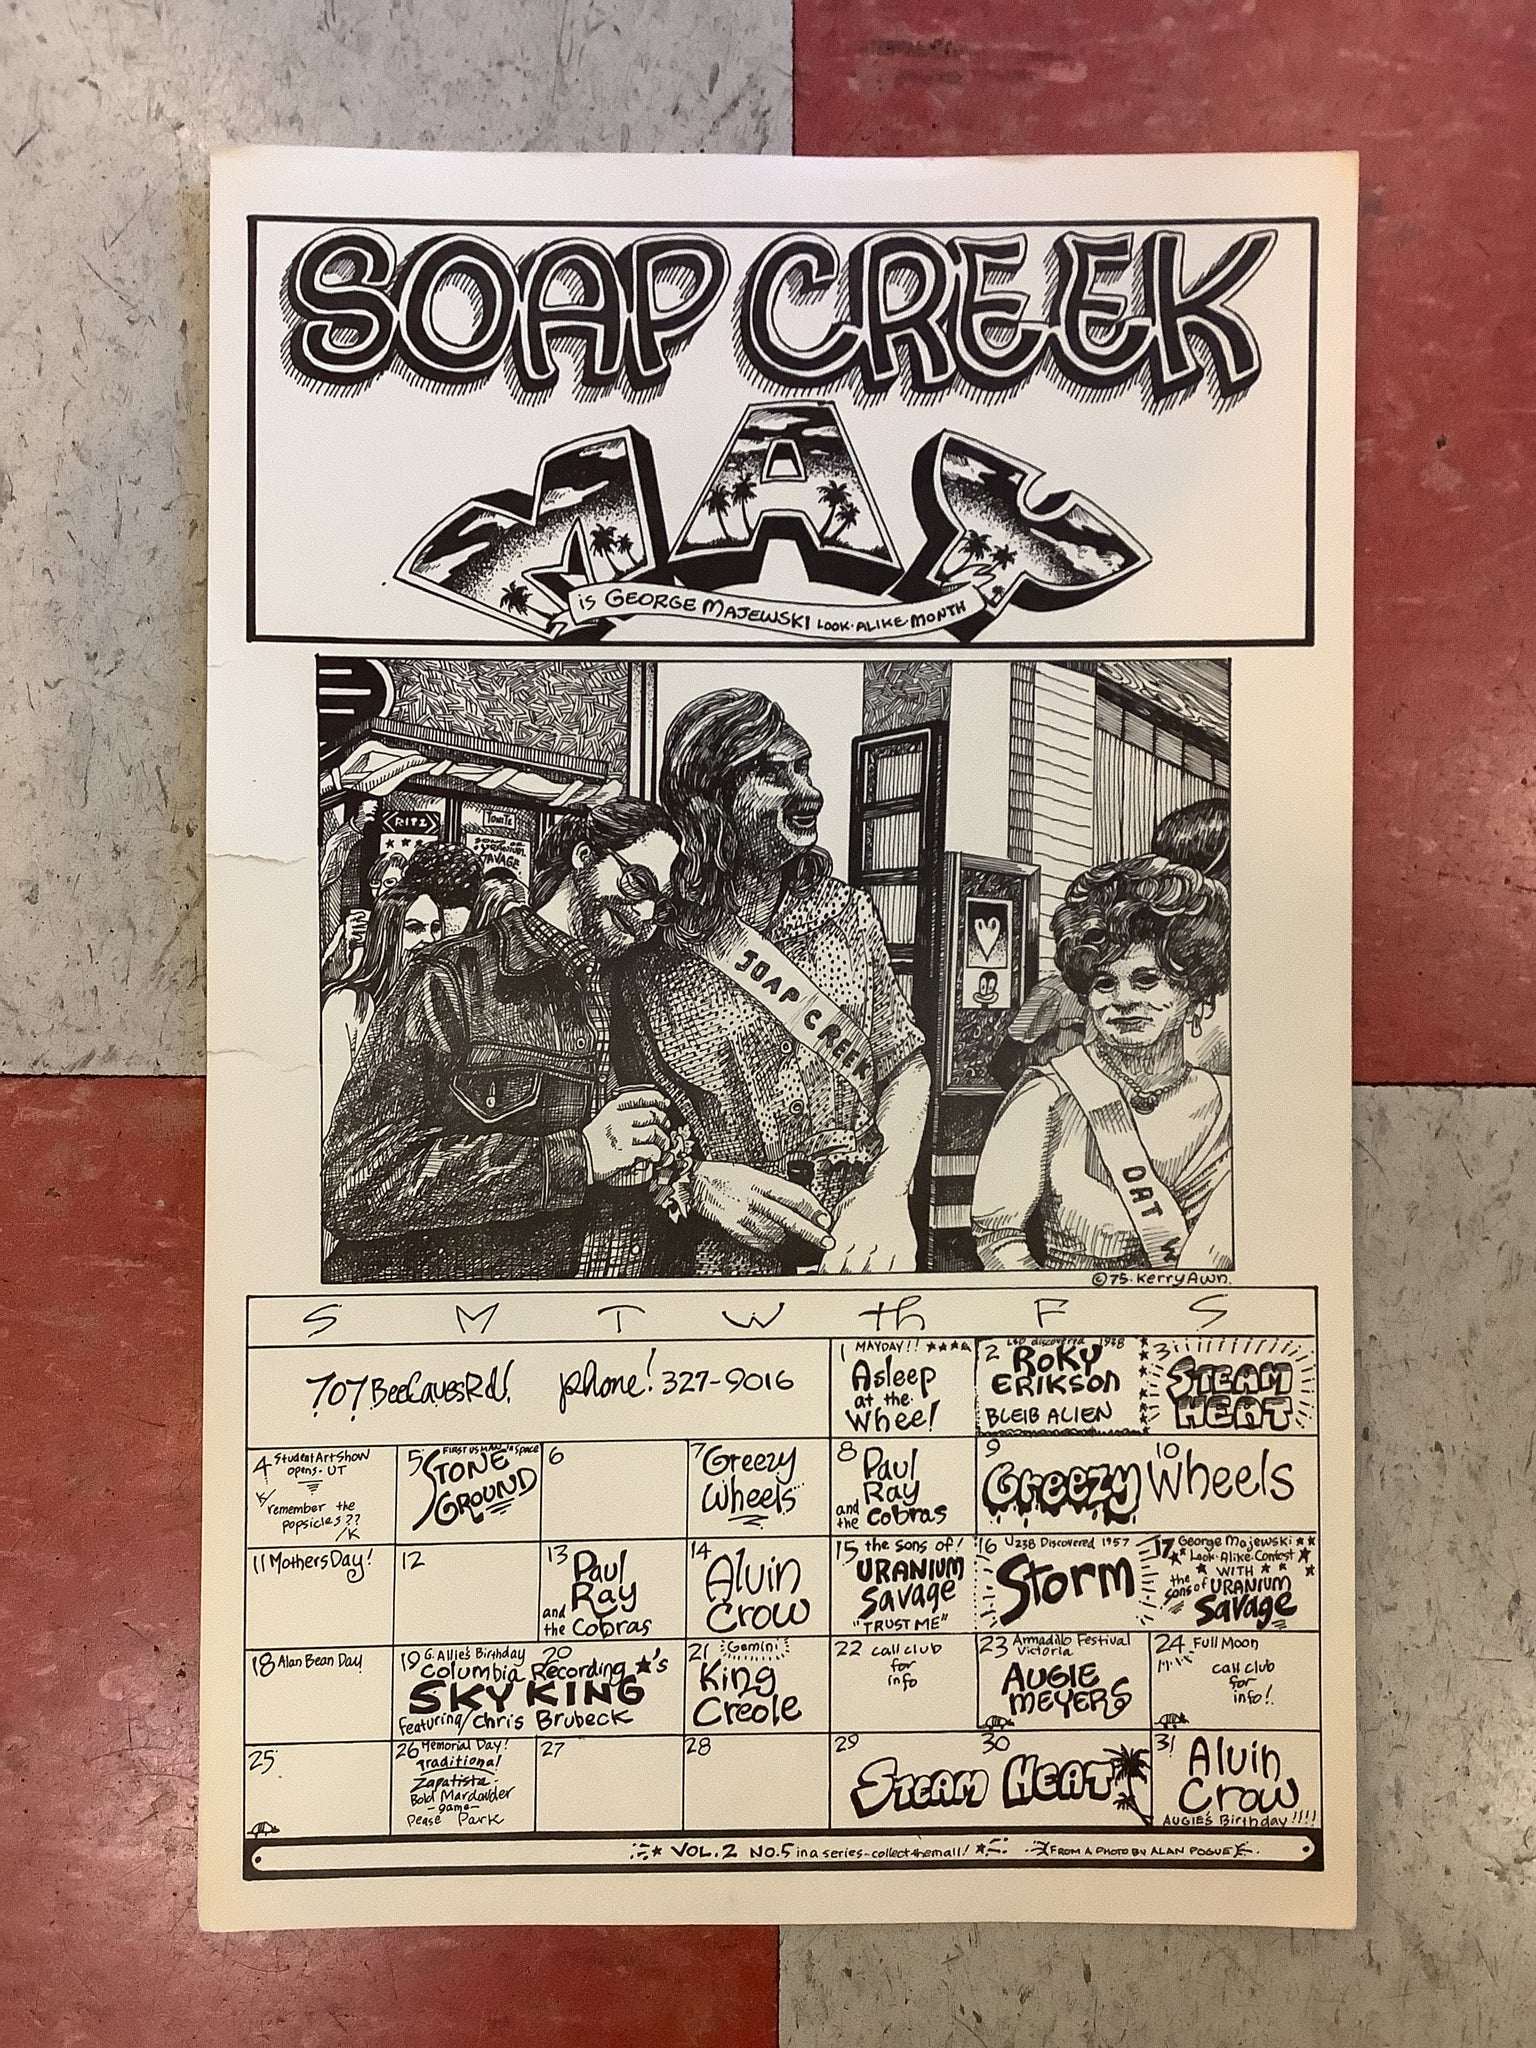 SOAP CREEK
MAY
is GEORGE MAJEWSKI LOOK-ALIKE MONTH
RITZ
TONITE
SAVAGE
SOAP CREEK
DAT W
©75. Kerry Awn.
S M T W th F S
707 Bee Caves Rd! phone! 327-9016
1 MAYDAY!! ★★★★
Asleep
at the
Wheel
2 LSD discovered 1928
ROKY
ERIKSON
BLEIB ALIEN
3
STEAM
HEAT
4 Student Art Show
opens - UT
K/ remember the
popsicles??
/K
5 FIRST US MAN in space
STONE
GROUND
6
7 Greezy
Wheels
8 Paul
Ray
and the Cobras
9 10
Greezy Wheels
11 Mothers Day!
12
13 Paul
Ray
and the Cobras
14 Alvin
Crow
15 the sons of!
URANIUM
Savage
"TRUST ME"
16 U238 Discovered 1957
Storm
17 George Majewski ★★
Look-Alike-Contest
★ WITH ★
the sons of URANIUM
Savage
18 Alan Bean Day!
19 G. Allie's Birthday 20
Columbia Recording ★'s
SKY KING
featuring/Chris Brubeck
21 Gemini
King
Creole
22 call club
for
info
23 Armadillo Festival
Victoria
AUGIE
MEYERS
24 Full Moon
call club
for
info!
25
26 Memorial Day!
traditional
Zapatista-
Bold Marauder
-game-
Pease Park
27
28
29 30
STEAM HEAT
31 Alvin
Crow
AUGIE's Birthday!!!!
★ VOL. 2 NO. 5 in a series - collect them all! ★ FROM A PHOTO BY ALAN POGUE